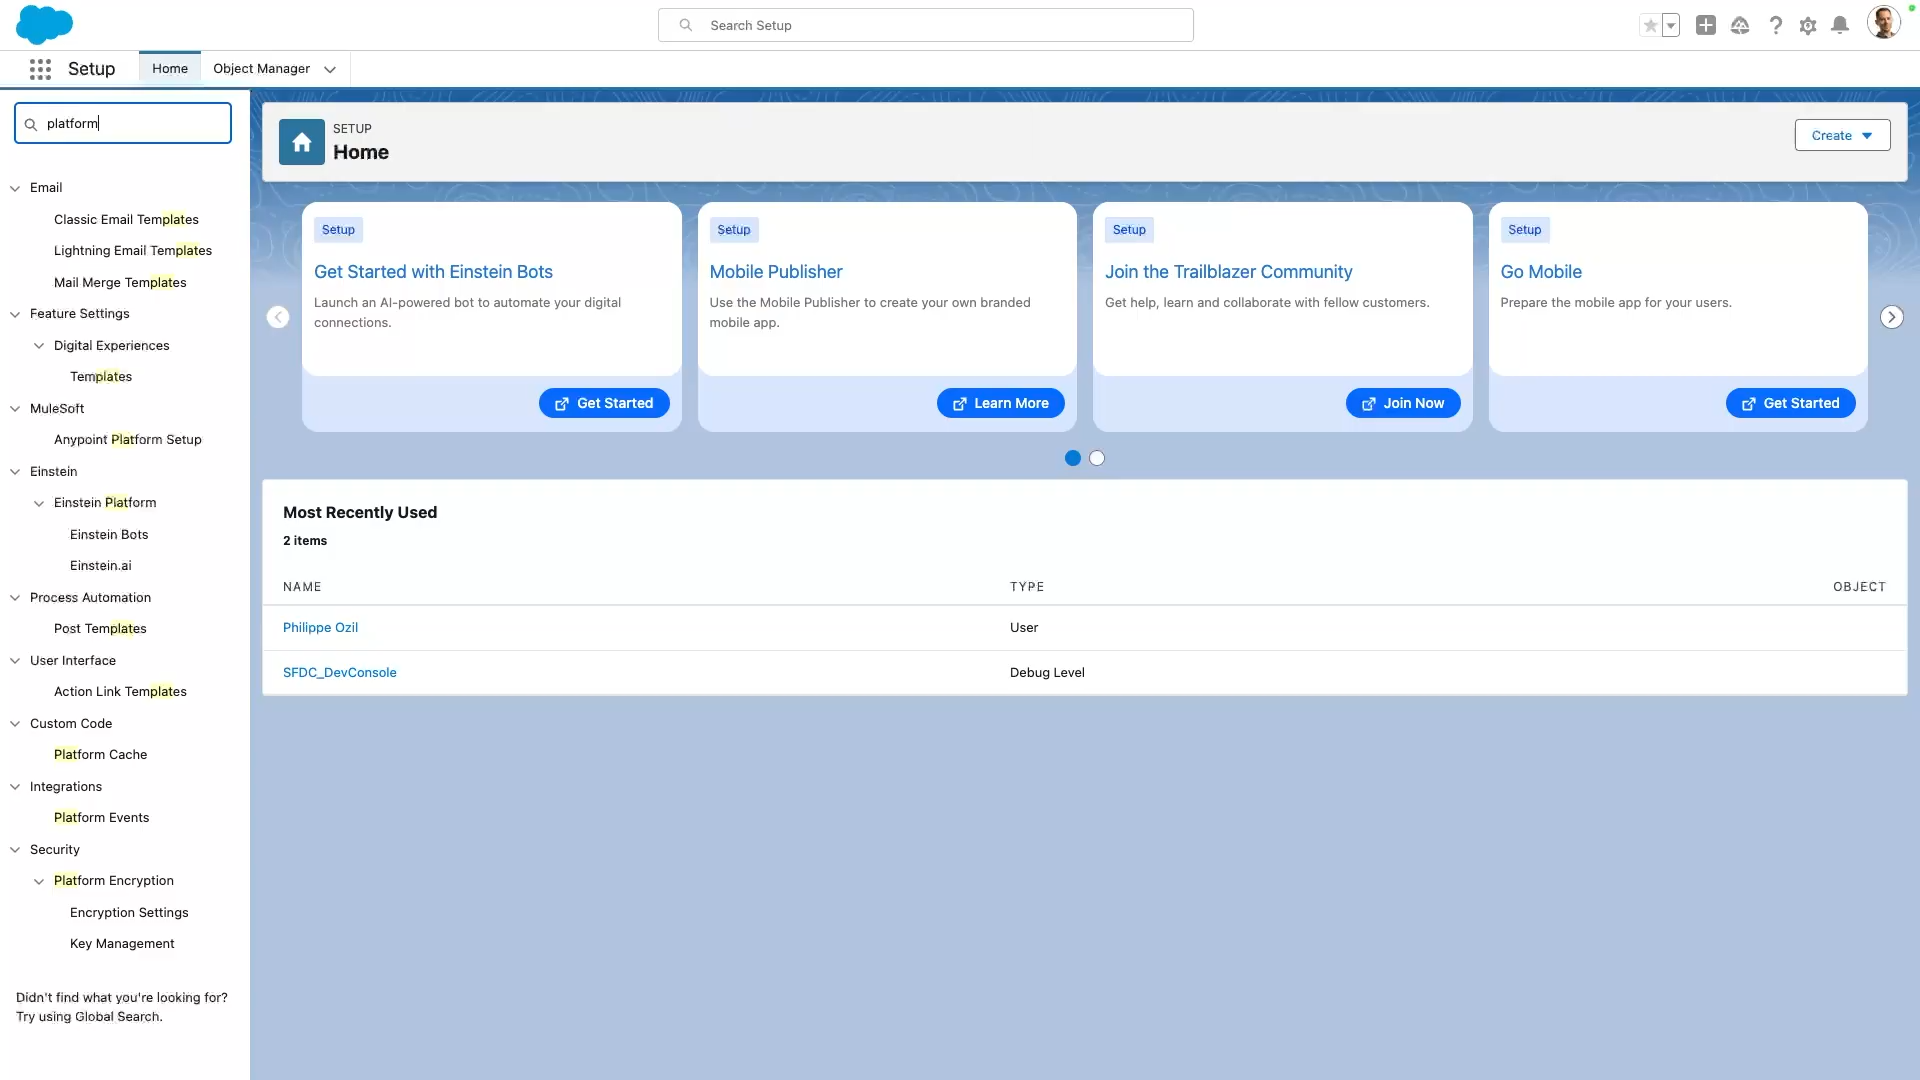 Search Setup
Setup
Home
Object Manager
platform
Email
Classic Email Templates
Lightning Email Templates
Mail Merge Templates
Feature Settings
Digital Experiences
Templates
MuleSoft
Anypoint Platform Setup
Einstein
Einstein Platform
Einstein Bots
Einstein.ai
Process Automation
Post Templates
User Interface
Action Link Templates
Custom Code
Platform Cache
Integrations
Platform Events
Security
Platform Encryption
Encryption Settings
Key Management
Didn't find what you're looking for?
Try using Global Search.
SETUP
Home
Create
Setup
Get Started with Einstein Bots
Launch an AI-powered bot to automate your digital
connections.
Get Started
Setup
Mobile Publisher
Use the Mobile Publisher to create your own branded
mobile app.
Learn More
Setup
Join the Trailblazer Community
Get help, learn and collaborate with fellow customers.
Join Now
Setup
Go Mobile
Prepare the mobile app for your users.
Get Started
Most Recently Used
2 items
NAME TYPE OBJECT
Philippe Ozil User
SFDC_DevConsole Debug Level